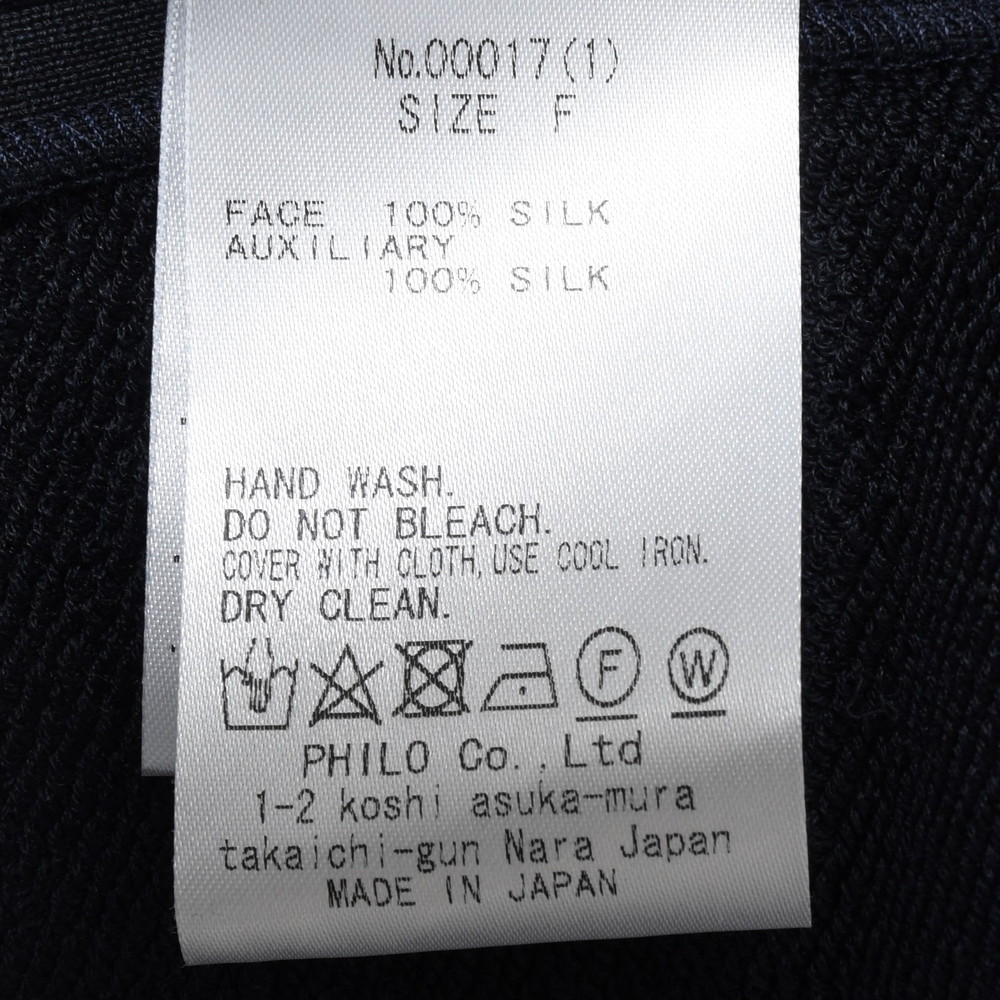 No.00017(1)
SIZE F
FACE 100% SILK
AUXILIARY
100% SILK
HAND WASH.
DO NOT BLEACH.
COVER WITH CLOTH, USE COOL IRON.
DRY CLEAN.
F W
PHILO Co.,Ltd
1-2 koshi asuka-mura
takaichi-gun Nara Japan
MADE IN JAPAN